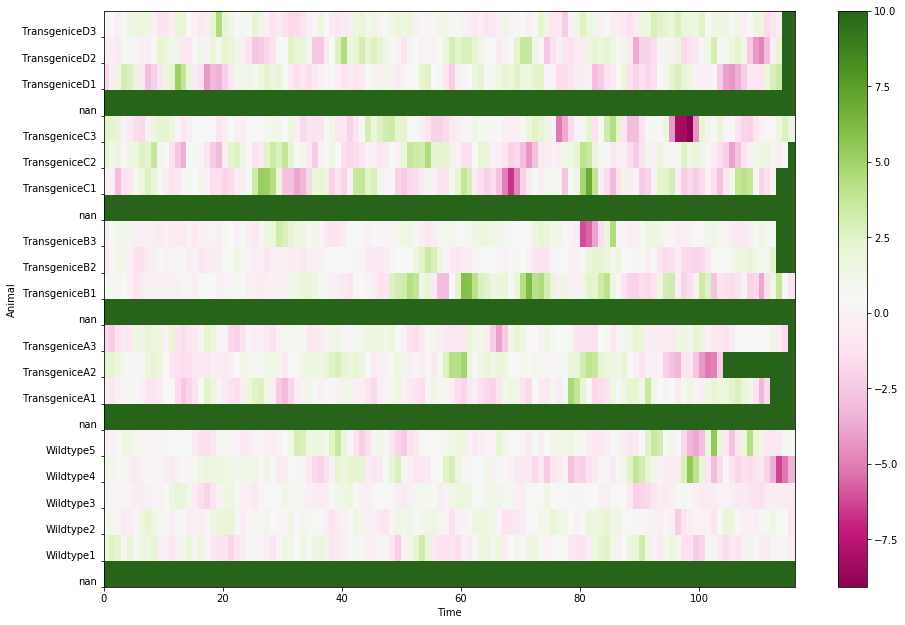 TransgeniceD3
TransgeniceD2
TransgeniceD1
nan
TransgeniceC3
TransgeniceC2
TransgeniceC1
nan
TransgeniceB3
TransgeniceB2
TransgeniceB1
nan
TransgeniceA3
TransgeniceA2
TransgeniceA1
nan
Wildtype5
Wildtype4
Wildtype3
Wildtype2
Wildtype1
nan
Animal
0 20 40 60 80 100
Time
10.0
7.5
5.0
2.5
0.0
−2.5
−5.0
−7.5